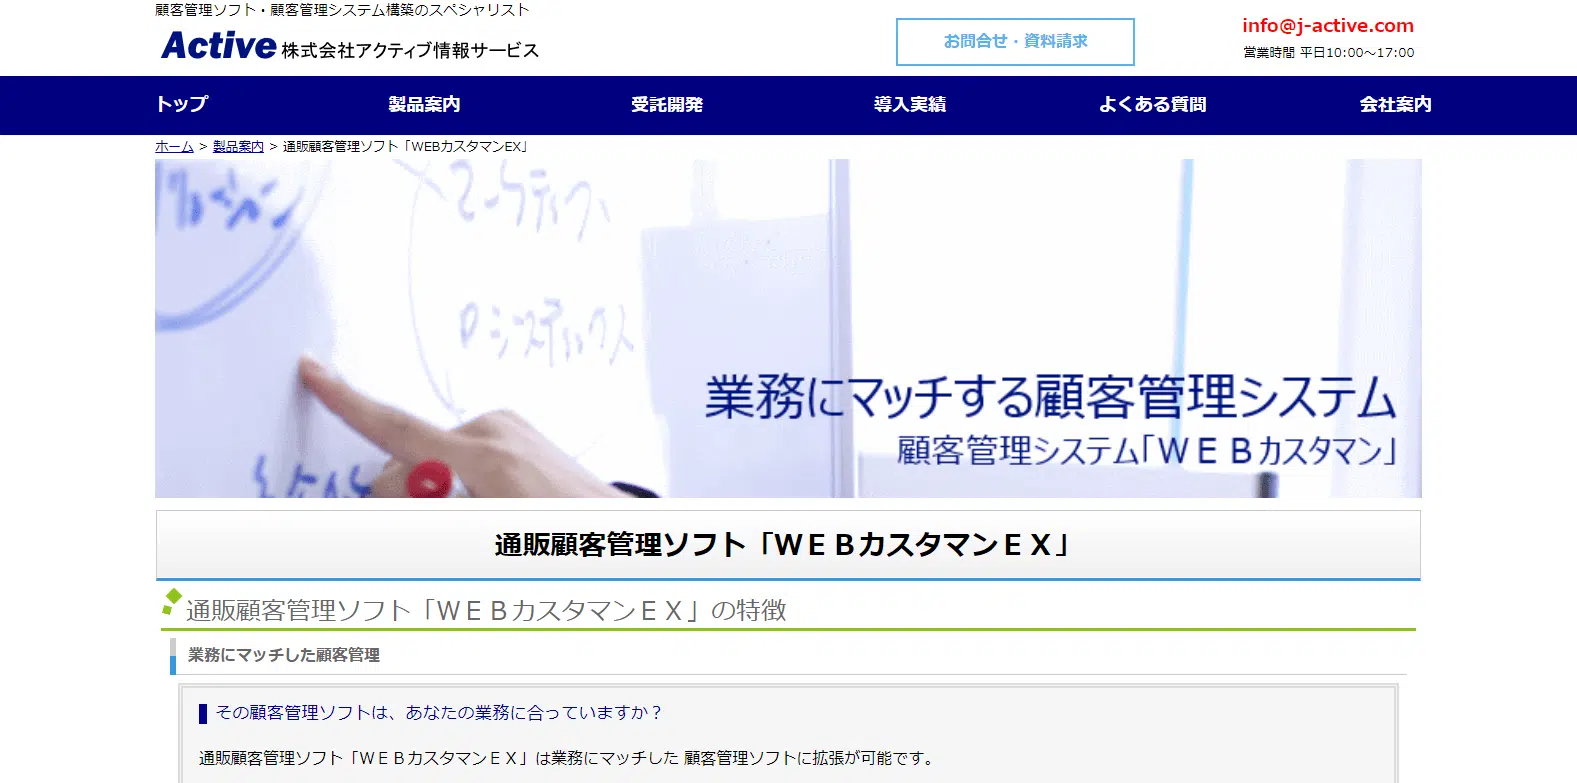 顧客管理ソフト・顧客管理システム構築のスペシャリスト
Active 株式会社アクティブ情報サービス
お問合せ・資料請求
info@j-active.com
営業時間 平日10:00～17:00
トップ 製品案内 受託開発 導入実績 よくある質問 会社案内
ホーム > 製品案内 > 通販顧客管理ソフト「WEBカスタマンEX」
業務にマッチする顧客管理システム
顧客管理システム「ＷＥＢカスタマン」
通販顧客管理ソフト「ＷＥＢカスタマンＥＸ」
通販顧客管理ソフト「ＷＥＢカスタマンＥＸ」の特徴
業務にマッチした顧客管理
その顧客管理ソフトは、あなたの業務に合っていますか？
通販顧客管理ソフト「ＷＥＢカスタマンＥＸ」は業務にマッチした 顧客管理ソフトに拡張が可能です。